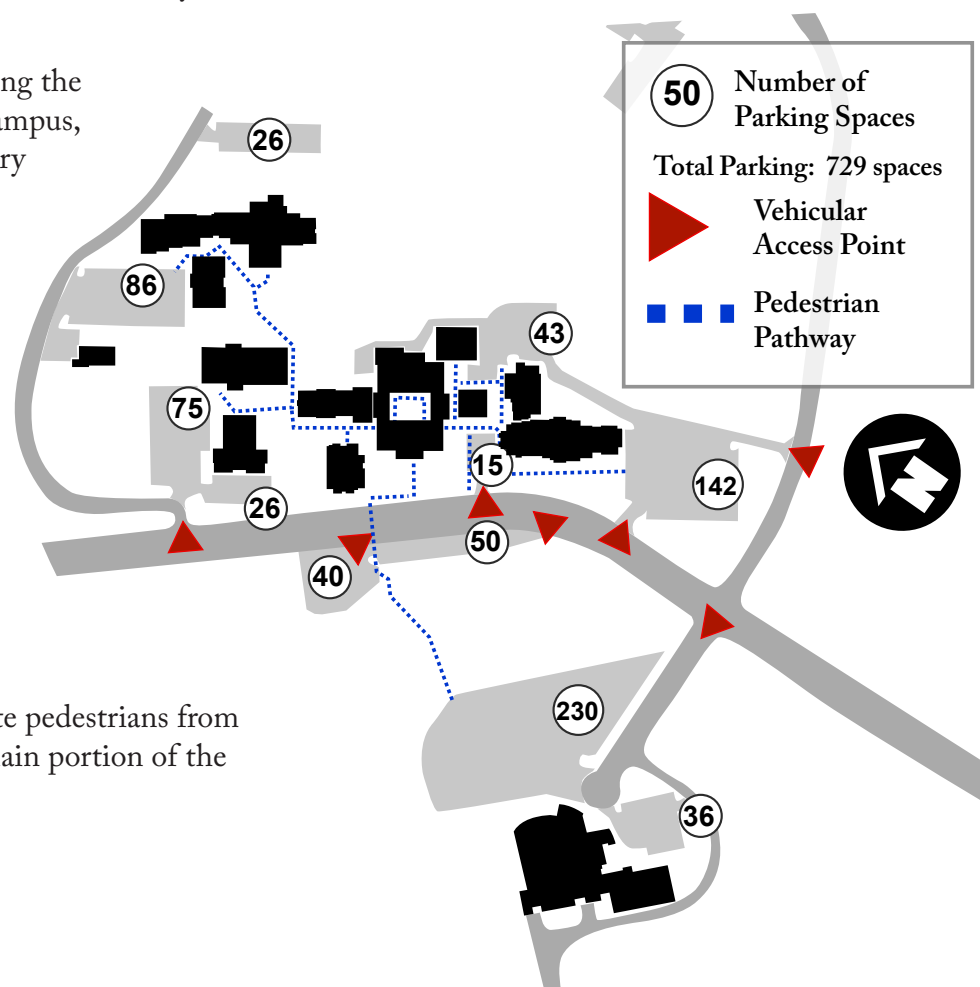 ng the
ampus,
ry
50
Number of
Parking Spaces
Total Parking: 729 spaces
Vehicular
Access Point
Pedestrian
Pathway
26
86
43
75
15
142
26
50
40
N
te pedestrians from
ain portion of the
230
36